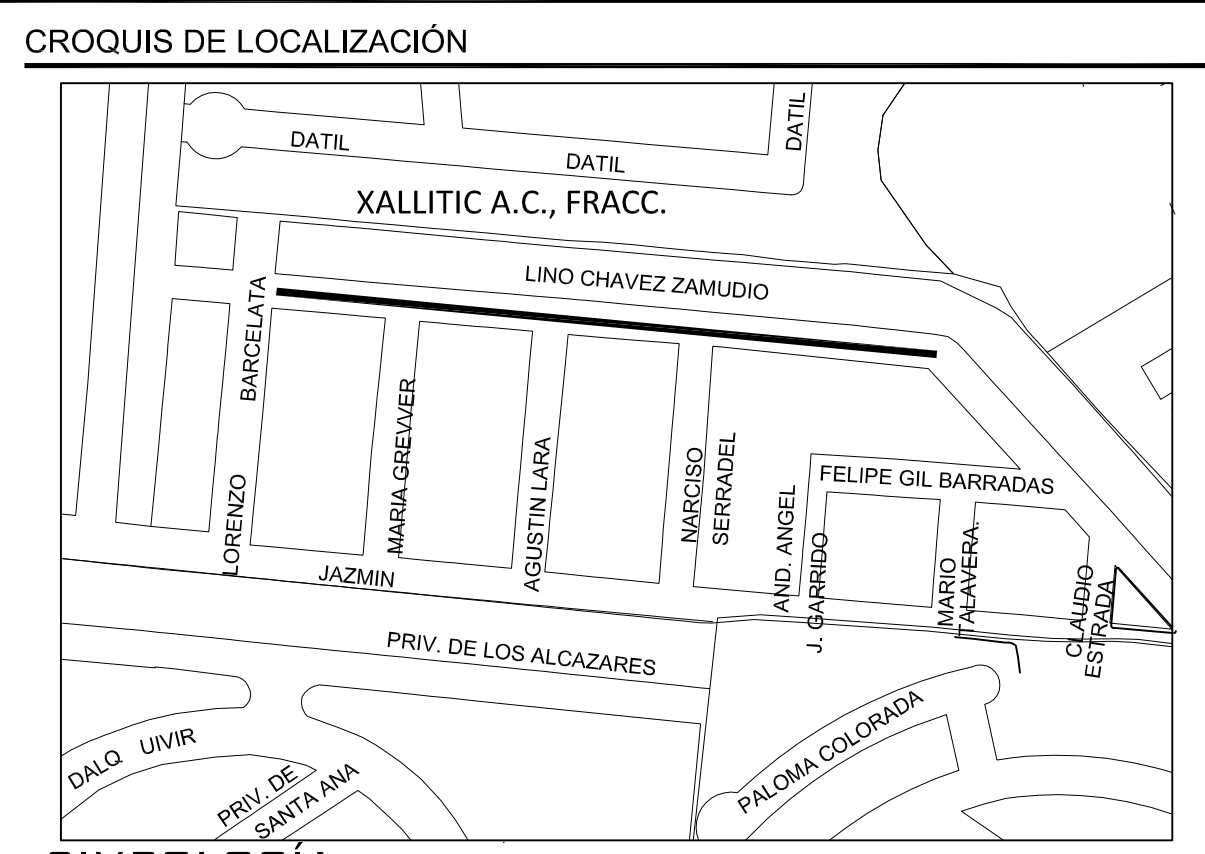 CROQUIS DE LOCALIZACIÓN
DATIL
DATIL
DATIL
XALLITIC A.C., FRACC.
LINO CHAVEZ ZAMUDIO
LORENZO BARCELATA
MARIA GREVVER
AGUSTIN LARA
NARCISO
SERRADEL
AND. ANGEL
J. GARRIDO
FELIPE GIL BARRADAS
MARIO
TALAVERA.
CLAUDIO
ESTRADA
JAZMIN
PRIV. DE LOS ALCAZARES
DALQ UIVIR
PRIV. DE
SANTA ANA
PALOMA COLORADA
SIMBOLOGÍA